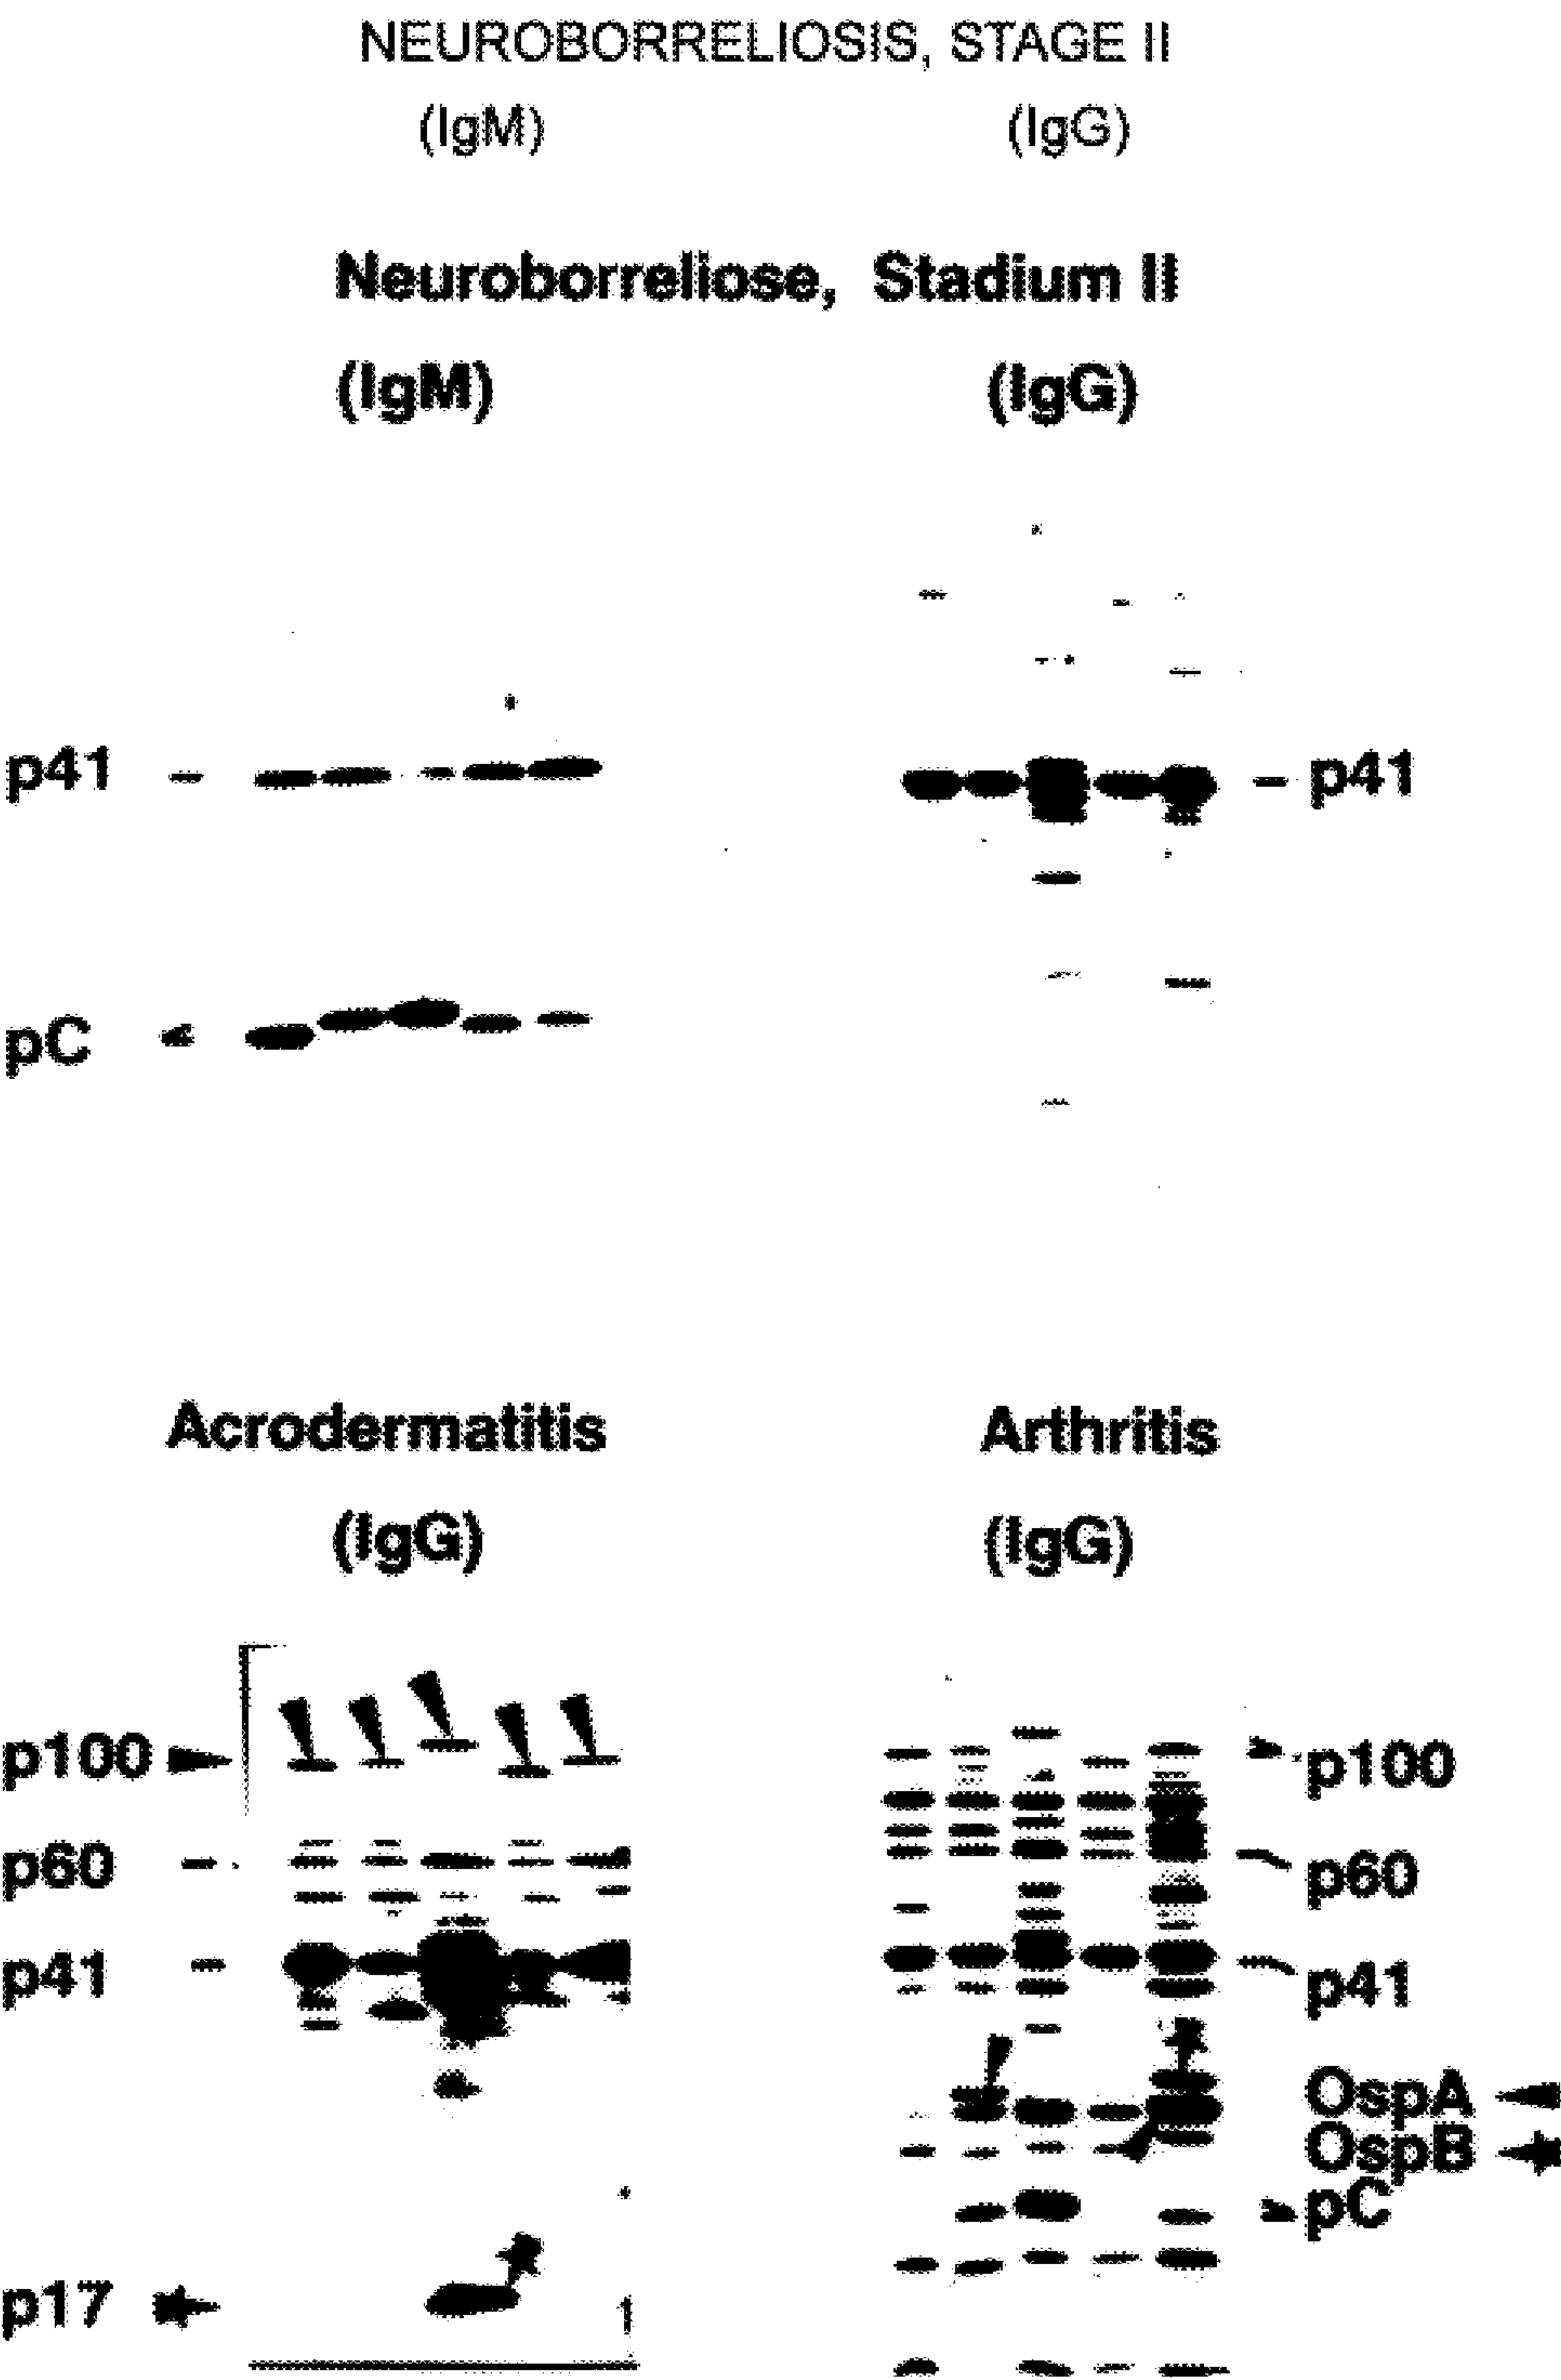 NEUROBORRELIOSIS, STAGE II
(IgM) (IgG)
Neuroborreliose, Stadium II
(IgM) (IgG)
p41 p41
pC
Acrodermatitis Arthritis
(IgG) (IgG)
p100 p100
p60 p60
p41 p41
OspA
OspB
pC
p17